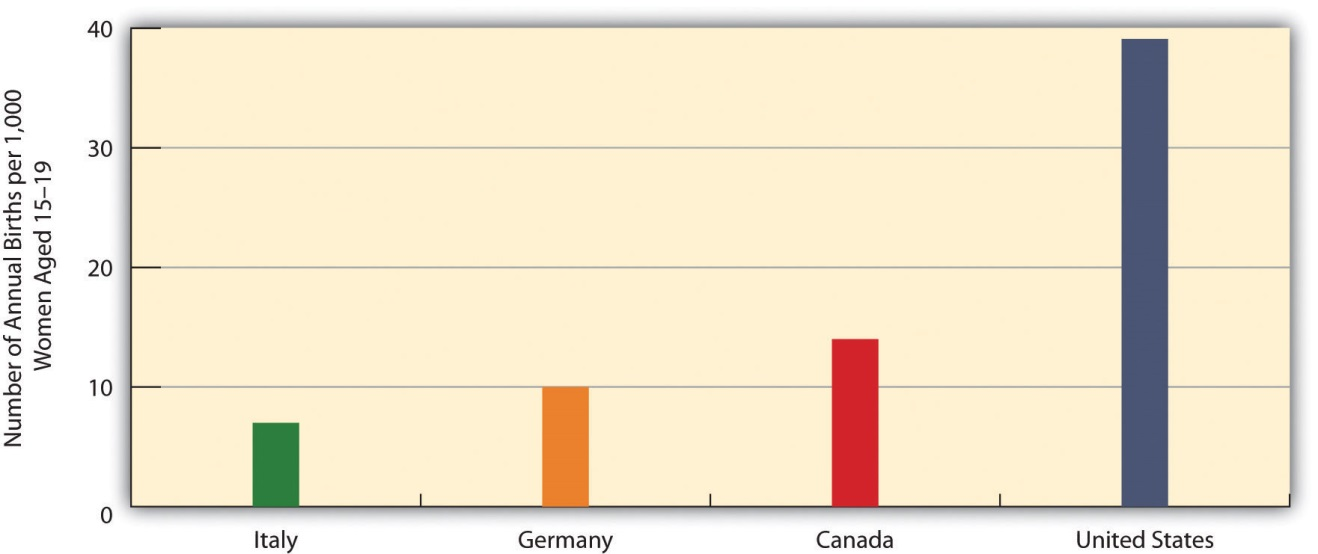 Number of Annual Births per 1,000
Women Aged 15–19
40
30
20
10
0
Italy
Germany
Canada
United States